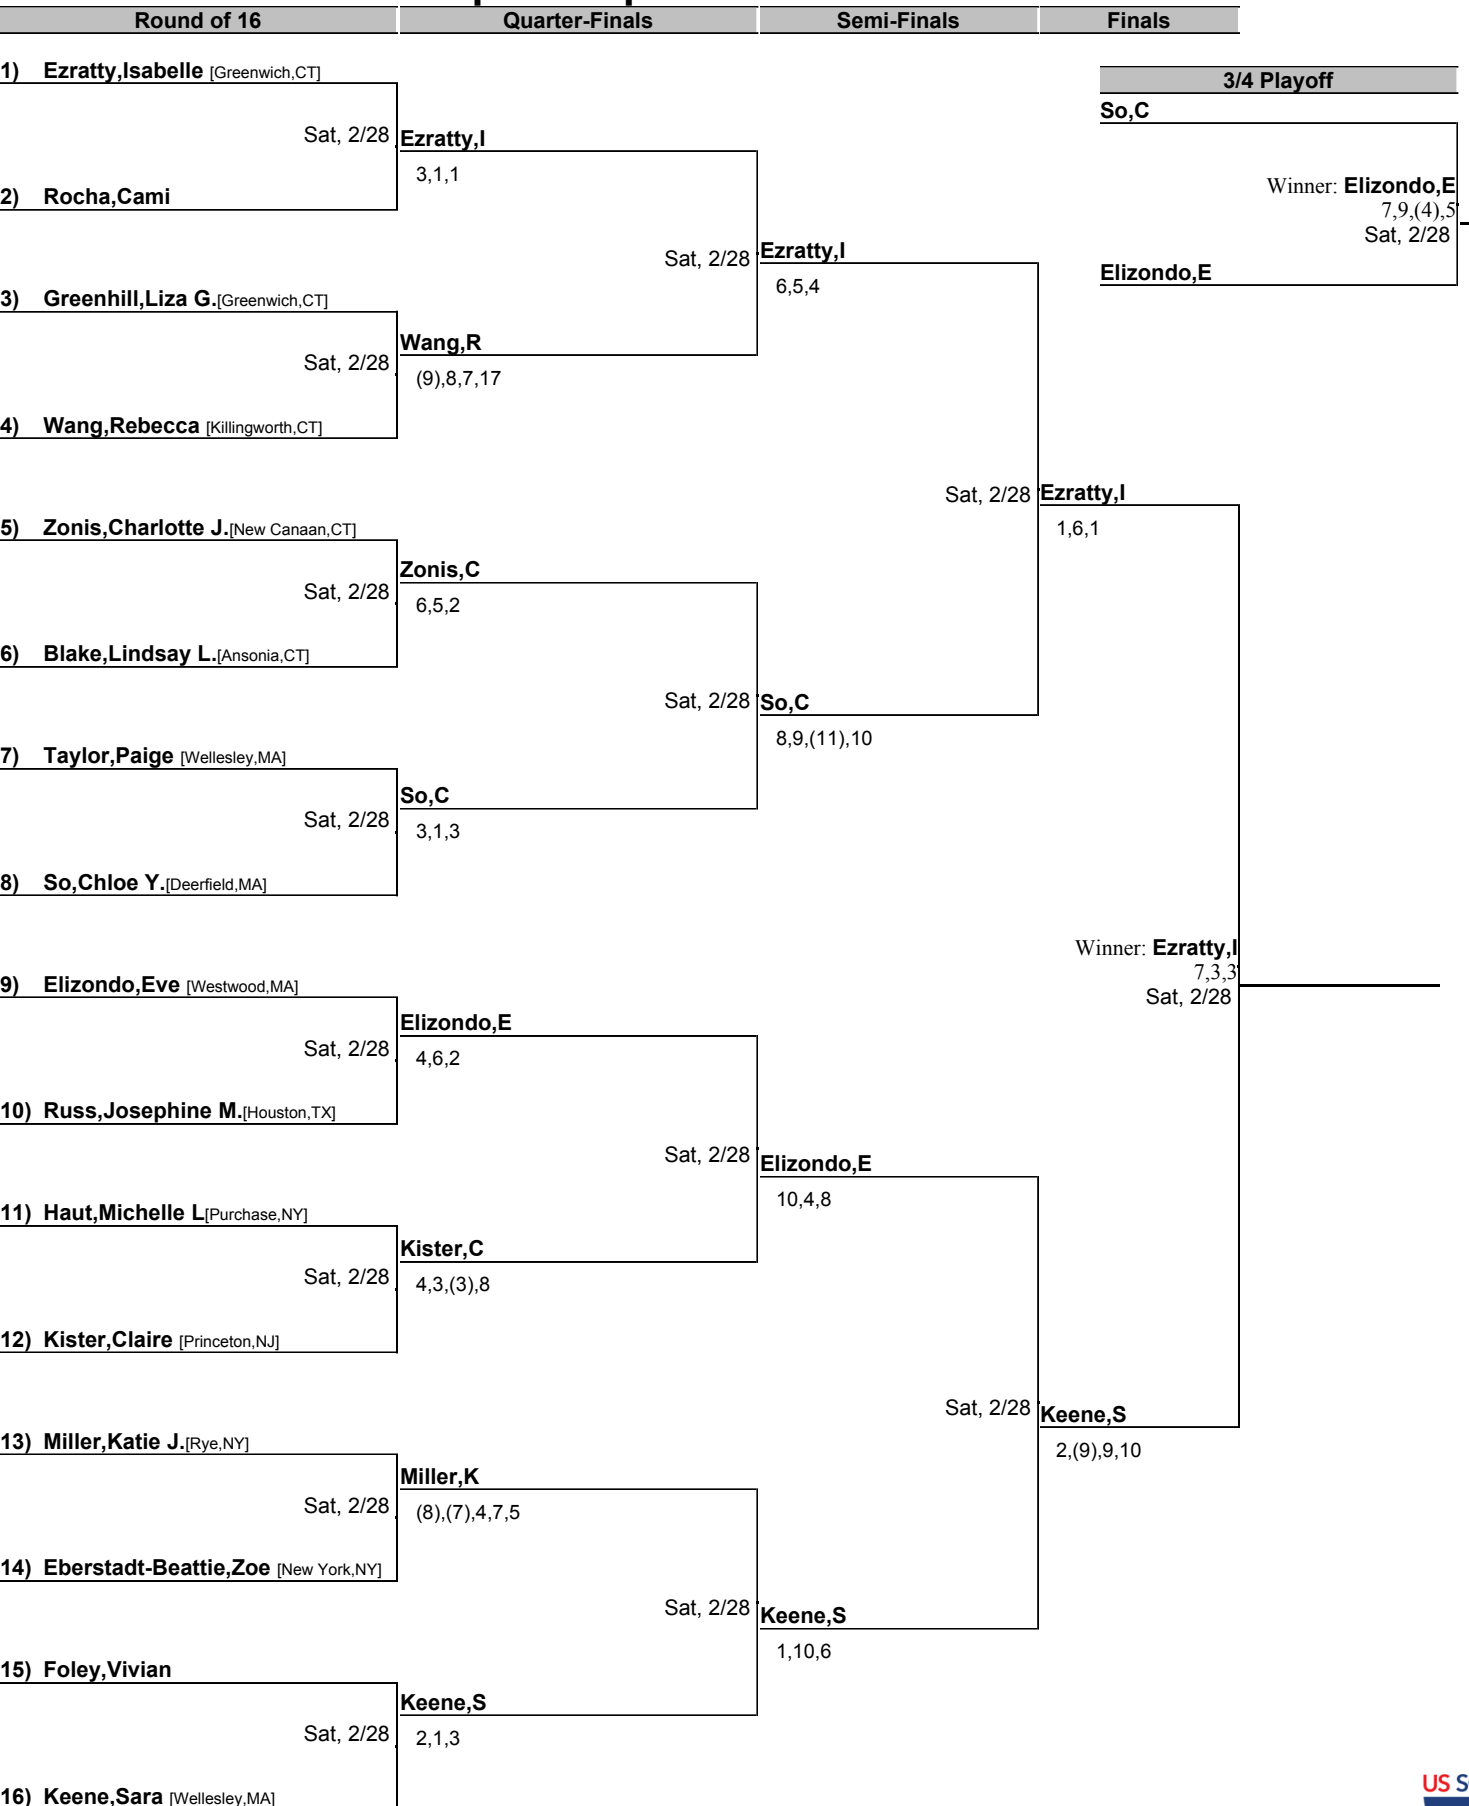 Round of 16 Quarter-Finals Semi-Finals Finals
1) Ezratty,Isabelle [Greenwich,CT]
3/4 Playoff
So,C
Sat, 2/28 Ezratty,I
3,1,1
Winner: Elizondo,E
2) Rocha,Cami
7,9,(4),5
Sat, 2/28
Sat, 2/28 Ezratty,I
Elizondo,E
6,5,4
3) Greenhill,Liza G.[Greenwich,CT]
Wang,R
Sat, 2/28
(9),8,7,17
4) Wang,Rebecca [Killingworth,CT]
Sat, 2/28 Ezratty,I
1,6,1
5) Zonis,Charlotte J.[New Canaan,CT]
Zonis,C
Sat, 2/28
6,5,2
6) Blake,Lindsay L.[Ansonia,CT]
Sat, 2/28 So,C
8,9,(11),10
7) Taylor,Paige [Wellesley,MA]
So,C
Sat, 2/28
3,1,3
8) So,Chloe Y.[Deerfield,MA]
Winner: Ezratty,I
7,3,3
Sat, 2/28
9) Elizondo,Eve [Westwood,MA]
Elizondo,E
Sat, 2/28
4,6,2
10) Russ,Josephine M.[Houston,TX]
Sat, 2/28 Elizondo,E
10,4,8
11) Haut,Michelle L[Purchase,NY]
Kister,C
Sat, 2/28
4,3,(3),8
12) Kister,Claire [Princeton,NJ]
Sat, 2/28 Keene,S
2,(9),9,10
13) Miller,Katie J.[Rye,NY]
Miller,K
Sat, 2/28
(8),(7),4,7,5
14) Eberstadt-Beattie,Zoe [New York,NY]
Sat, 2/28 Keene,S
1,10,6
15) Foley,Vivian
Keene,S
Sat, 2/28
2,1,3
16) Keene,Sara [Wellesley,MA]
US